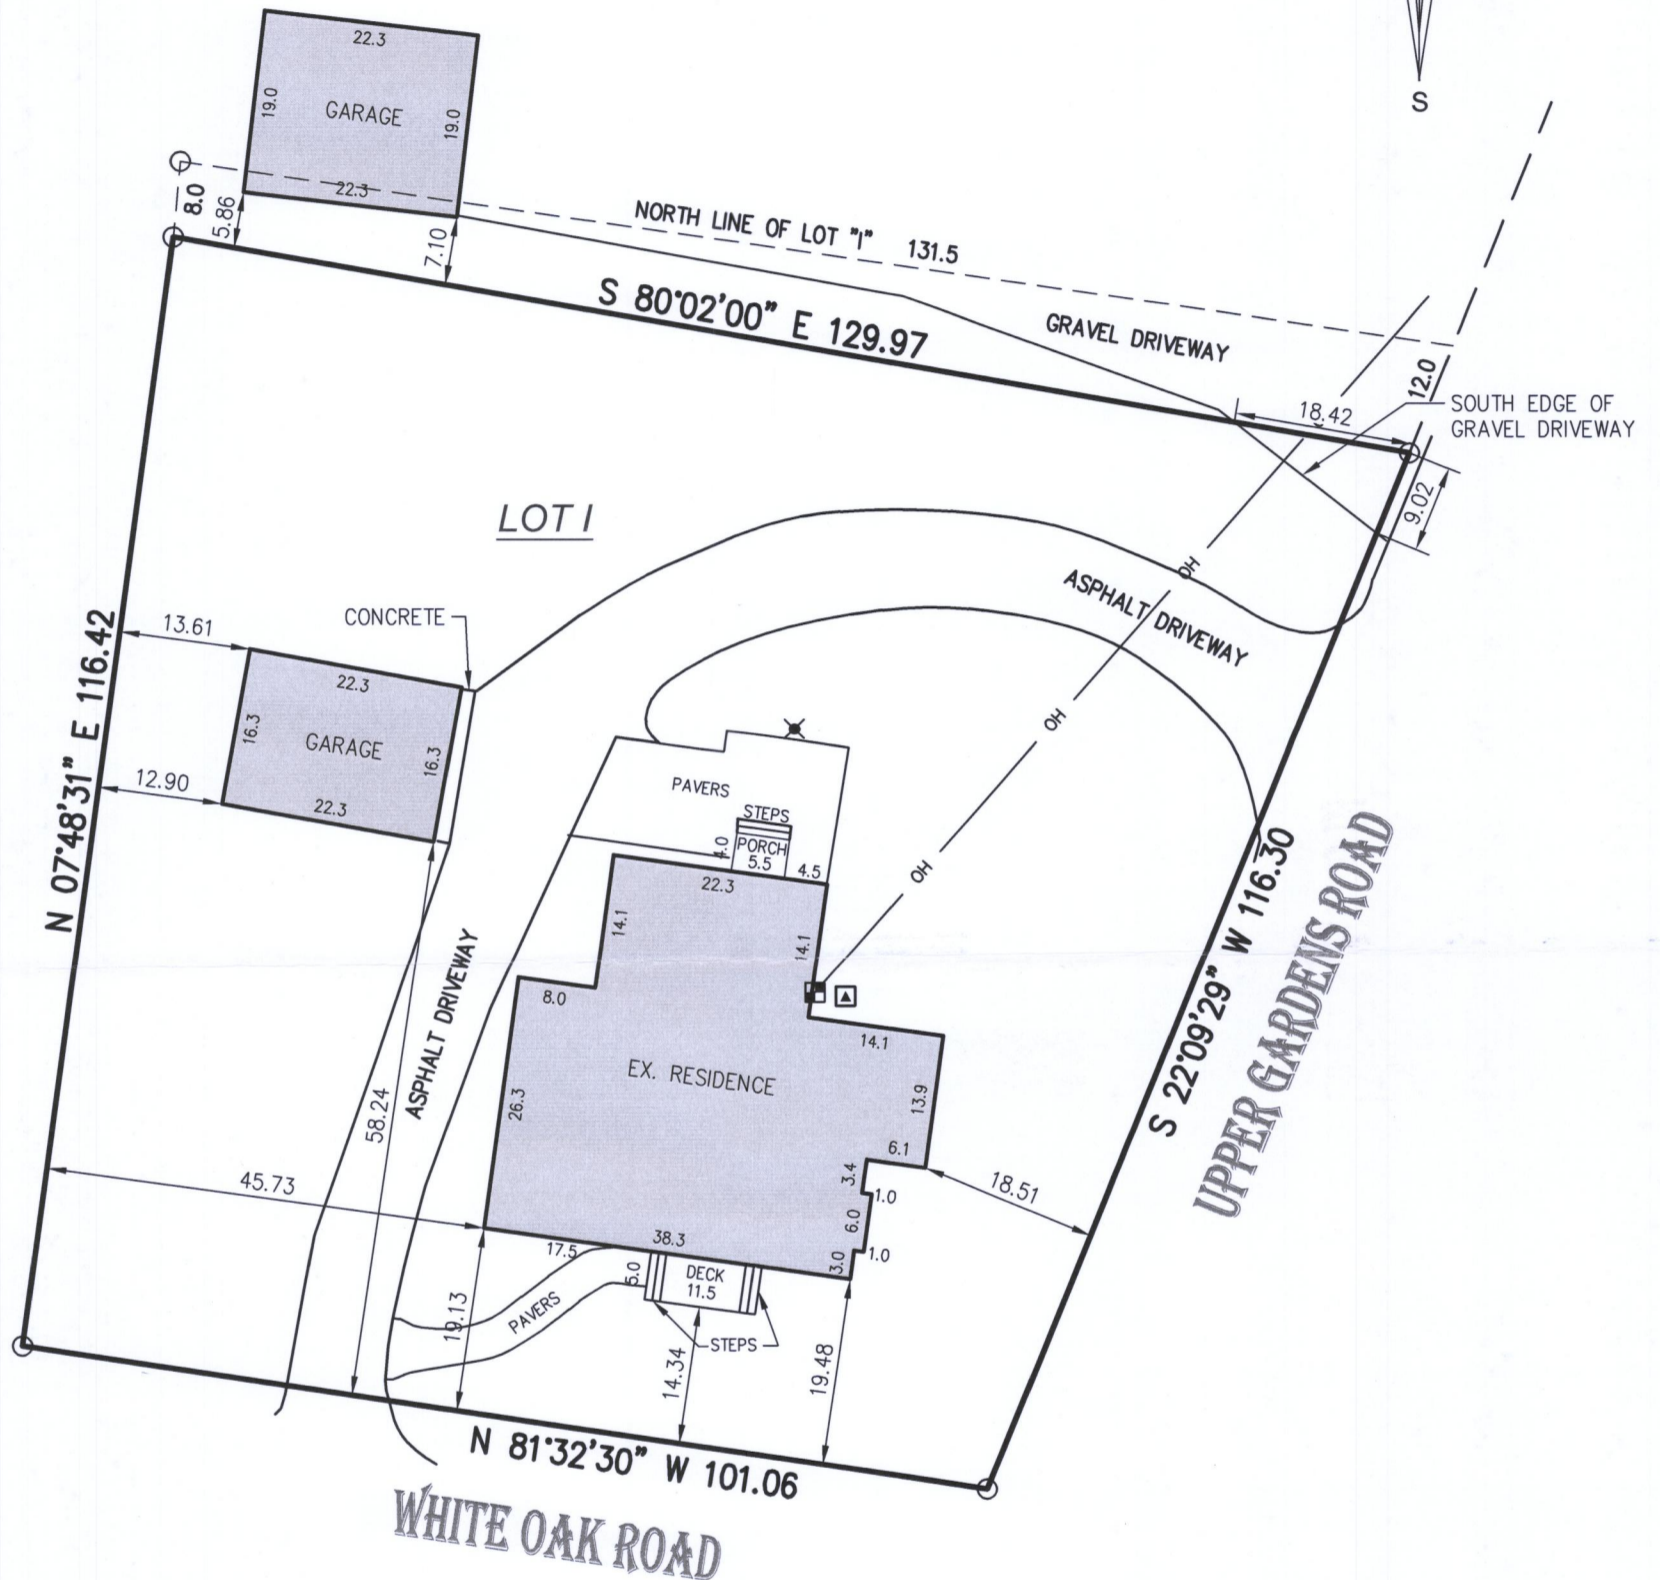 S
22.3
19.0
GARAGE
19.0
22.3
8.0
5.86
7.10
NORTH LINE OF LOT "I" 131.5
S 80°02'00" E 129.97
GRAVEL DRIVEWAY
12.0
18.42
SOUTH EDGE OF
GRAVEL DRIVEWAY
9.02
LOT I
OH
ASPHALT DRIVEWAY
CONCRETE
13.61
22.3
16.3
GARAGE
16.3
12.90
22.3
N 07°48'31" E 116.42
OH
PAVERS
STEPS
PORCH
5.5
4.0
4.5
OH
22.3
14.1
14.1
8.0
14.1
EX. RESIDENCE
26.3
13.9
6.1
3.4
1.0
6.0
1.0
3.0
18.51
S 22°09'29" W 116.30
UPPER GARDENS ROAD
ASPHALT DRIVEWAY
58.24
45.73
38.3
17.5
DECK
11.5
5.0
PAVERS
STEPS
19.13
14.34
19.48
N 81°32'30" W 101.06
WHITE OAK ROAD